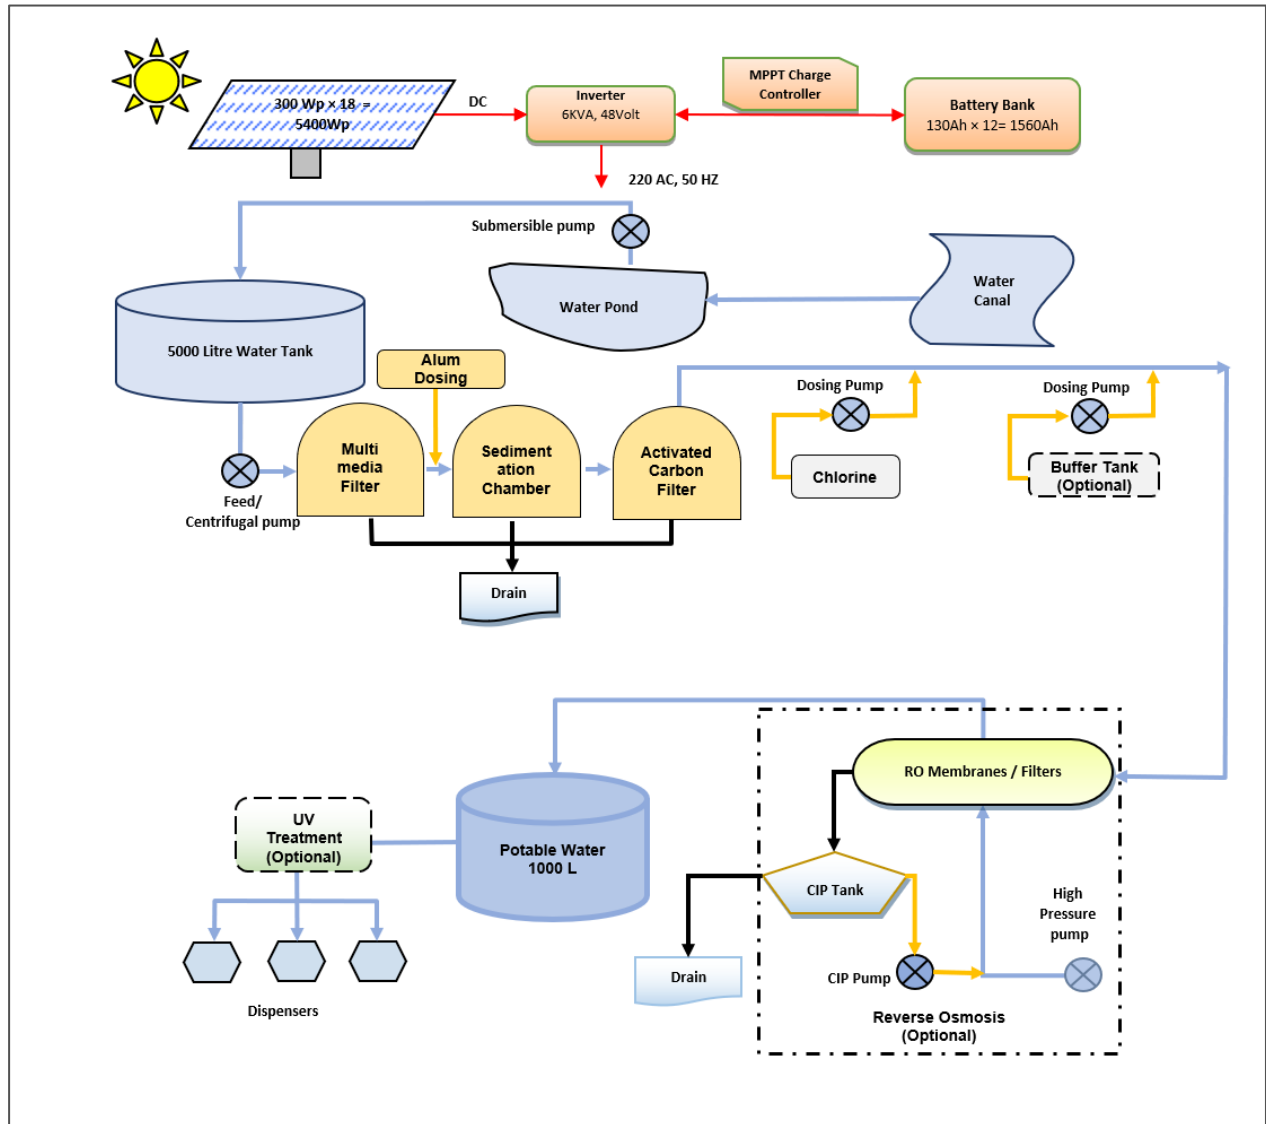 300 Wp × 18 =
5400Wp
DC
Inverter
6KVA, 48Volt
MPPT Charge
Controller
Battery Bank
130Ah × 12= 1560Ah
220 AC, 50 HZ
Submersible pump
Water Pond
Water
Canal
5000 Litre Water Tank
Alum
Dosing
Dosing Pump
Dosing Pump
Multi
media
Filter
Sediment
ation
Chamber
Activated
Carbon
Filter
Chlorine
Buffer Tank
(Optional)
Feed/
Centrifugal pump
Drain
RO Membranes / Filters
UV
Treatment
(Optional)
Potable Water
1000 L
CIP Tank
High
Pressure
pump
Drain
CIP Pump
Dispensers
Reverse Osmosis
(Optional)